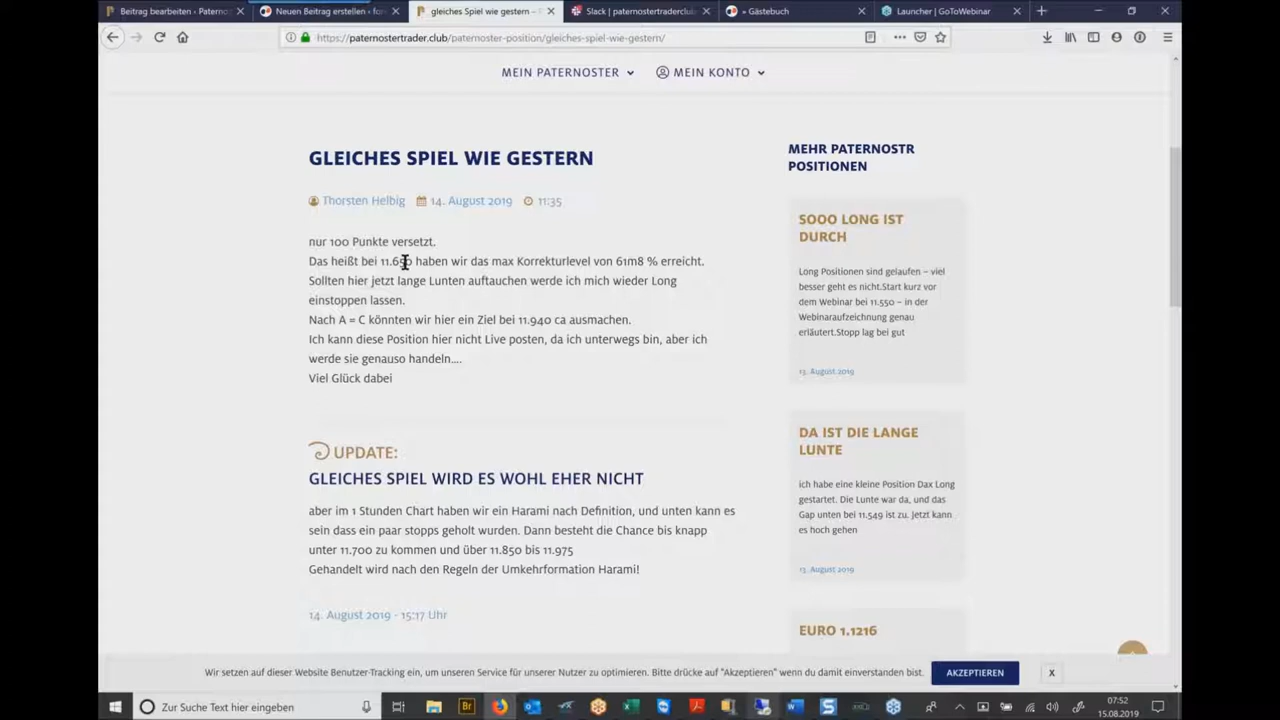 Beitrag bearbeiten ‹ Paterno
Neuen Beitrag erstellen ‹ for
gleiches Spiel wie gestern –
Slack | paternostertraderclub
» Gästebuch
Launcher | GoToWebinar
https://paternostertrader.club/paternoster-position/gleiches-spiel-wie-gestern/
MEIN PATERNOSTER
MEIN KONTO
GLEICHES SPIEL WIE GESTERN
Thorsten Helbig 14. August 2019 11:35
nur 100 Punkte versetzt.
Das heißt bei haben wir das max Korrekturlevel von 61m8 % erreicht.
Sollten hier jetzt lange Lunten auftauchen werde ich mich wieder Long
einstoppen lassen.
Nach A = C könnten wir hier ein Ziel bei 11.940 ca ausmachen.
Ich kann diese Position hier nicht Live posten, da ich unterwegs bin, aber ich
werde sie genauso handeln....
Viel Glück dabei
UPDATE:
GLEICHES SPIEL WIRD ES WOHL EHER NICHT
aber im 1 Stunden Chart haben wir ein Harami nach Definition, und unten kann es
sein dass ein paar stopps geholt wurden. Dann besteht die Chance bis knapp
unter 11.700 zu kommen und über 11.850 bis 11.975
Gehandelt wird nach den Regeln der Umkehrformation Harami!
14. August 2019 - 15:17 Uhr
MEHR PATERNOSTR
POSITIONEN
SOOO LONG IST
DURCH
Long Positionen sind gelaufen – viel
besser geht es nicht.Start kurz vor
dem Webinar bei 11.550 – in der
Webinaraufzeichnung genau
erläutert.Stopp lag bei gut
13. August 2019
DA IST DIE LANGE
LUNTE
ich habe eine kleine Position Dax Long
gestartet. Die Lunte war da, und das
Gap unten bei 11.549 ist zu. Jetzt kann
es hoch gehen
13. August 2019
EURO 1.1216
Wir setzen auf dieser Website Benutzer-Tracking ein, um unseren Service für unserer Nutzer zu optimieren. Bitte drücke auf "Akzeptieren" wenn du damit einverstanden bist.
AKZEPTIEREN
X
Zur Suche Text hier eingeben
07:52
15.08.2019